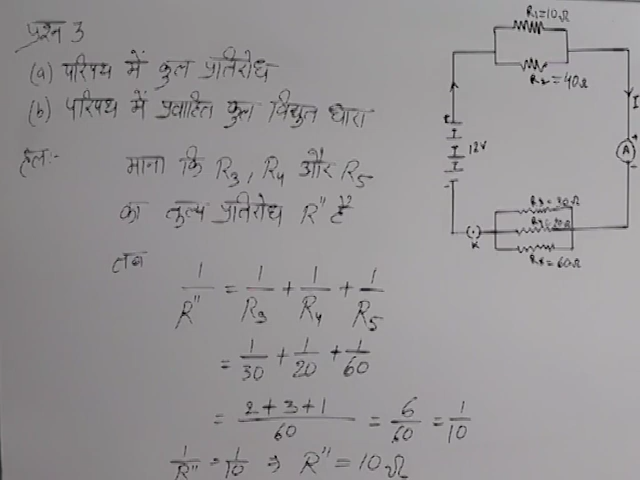 प्रश्न 3
(a) परिपथ में कुल प्रतिरोध
(b) परिपथ में प्रवाहित कुल विद्युत धारा
हल:- माना कि R₃, R₄ और R₅
का तुल्य प्रतिरोध R" है
तब
1/R" = 1/R₃ + 1/R₄ + 1/R₅
= 1/30 + 1/20 + 1/60
= (2+3+1)/60 = 6/60 = 1/10
1/R" = 1/10 ⇒ R" = 10Ω
R₁=10Ω
R₂=40Ω
I
+
A
-
+
12V
-
K
R₃=30Ω
R₄=20Ω
R₅=60Ω